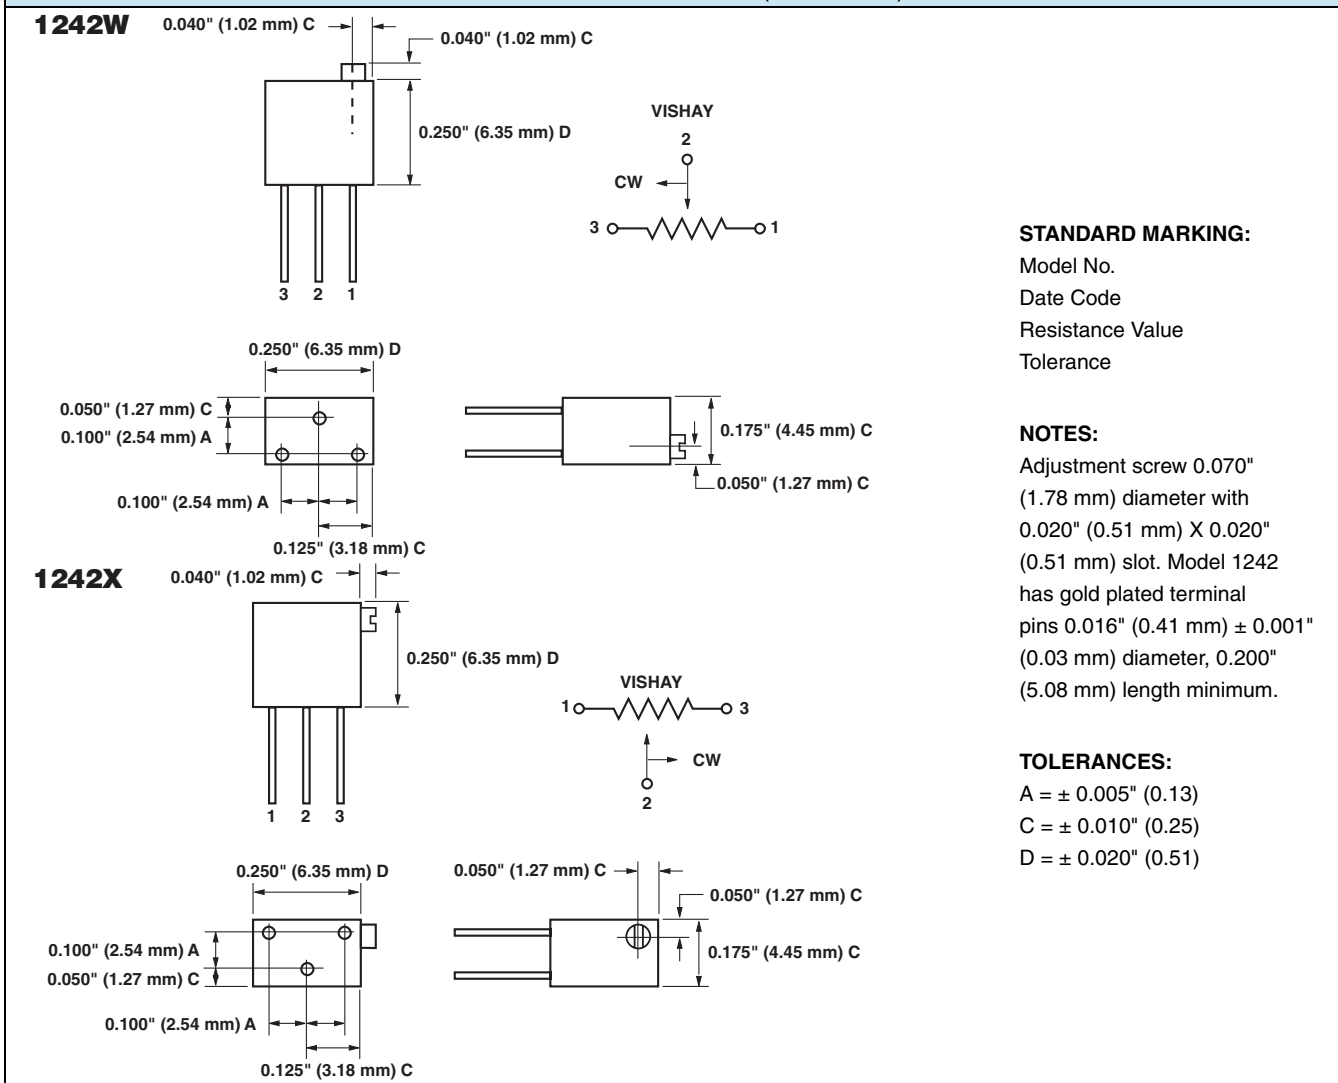 1242W
0.040" (1.02 mm) C
0.040" (1.02 mm) C
0.250" (6.35 mm) D
3 2 1
VISHAY
2
CW
3 1
0.250" (6.35 mm) D
0.050" (1.27 mm) C
0.100" (2.54 mm) A
0.100" (2.54 mm) A
0.125" (3.18 mm) C
0.175" (4.45 mm) C
0.050" (1.27 mm) C
1242X
0.040" (1.02 mm) C
0.250" (6.35 mm) D
1 2 3
VISHAY
1 3
CW
2
0.250" (6.35 mm) D
0.100" (2.54 mm) A
0.050" (1.27 mm) C
0.100" (2.54 mm) A
0.125" (3.18 mm) C
0.050" (1.27 mm) C
0.050" (1.27 mm) C
0.175" (4.45 mm) C
STANDARD MARKING:
Model No.
Date Code
Resistance Value
Tolerance
NOTES:
Adjustment screw 0.070"
(1.78 mm) diameter with
0.020" (0.51 mm) X 0.020"
(0.51 mm) slot. Model 1242
has gold plated terminal
pins 0.016" (0.41 mm) ± 0.001"
(0.03 mm) diameter, 0.200"
(5.08 mm) length minimum.
TOLERANCES:
A = ± 0.005" (0.13)
C = ± 0.010" (0.25)
D = ± 0.020" (0.51)